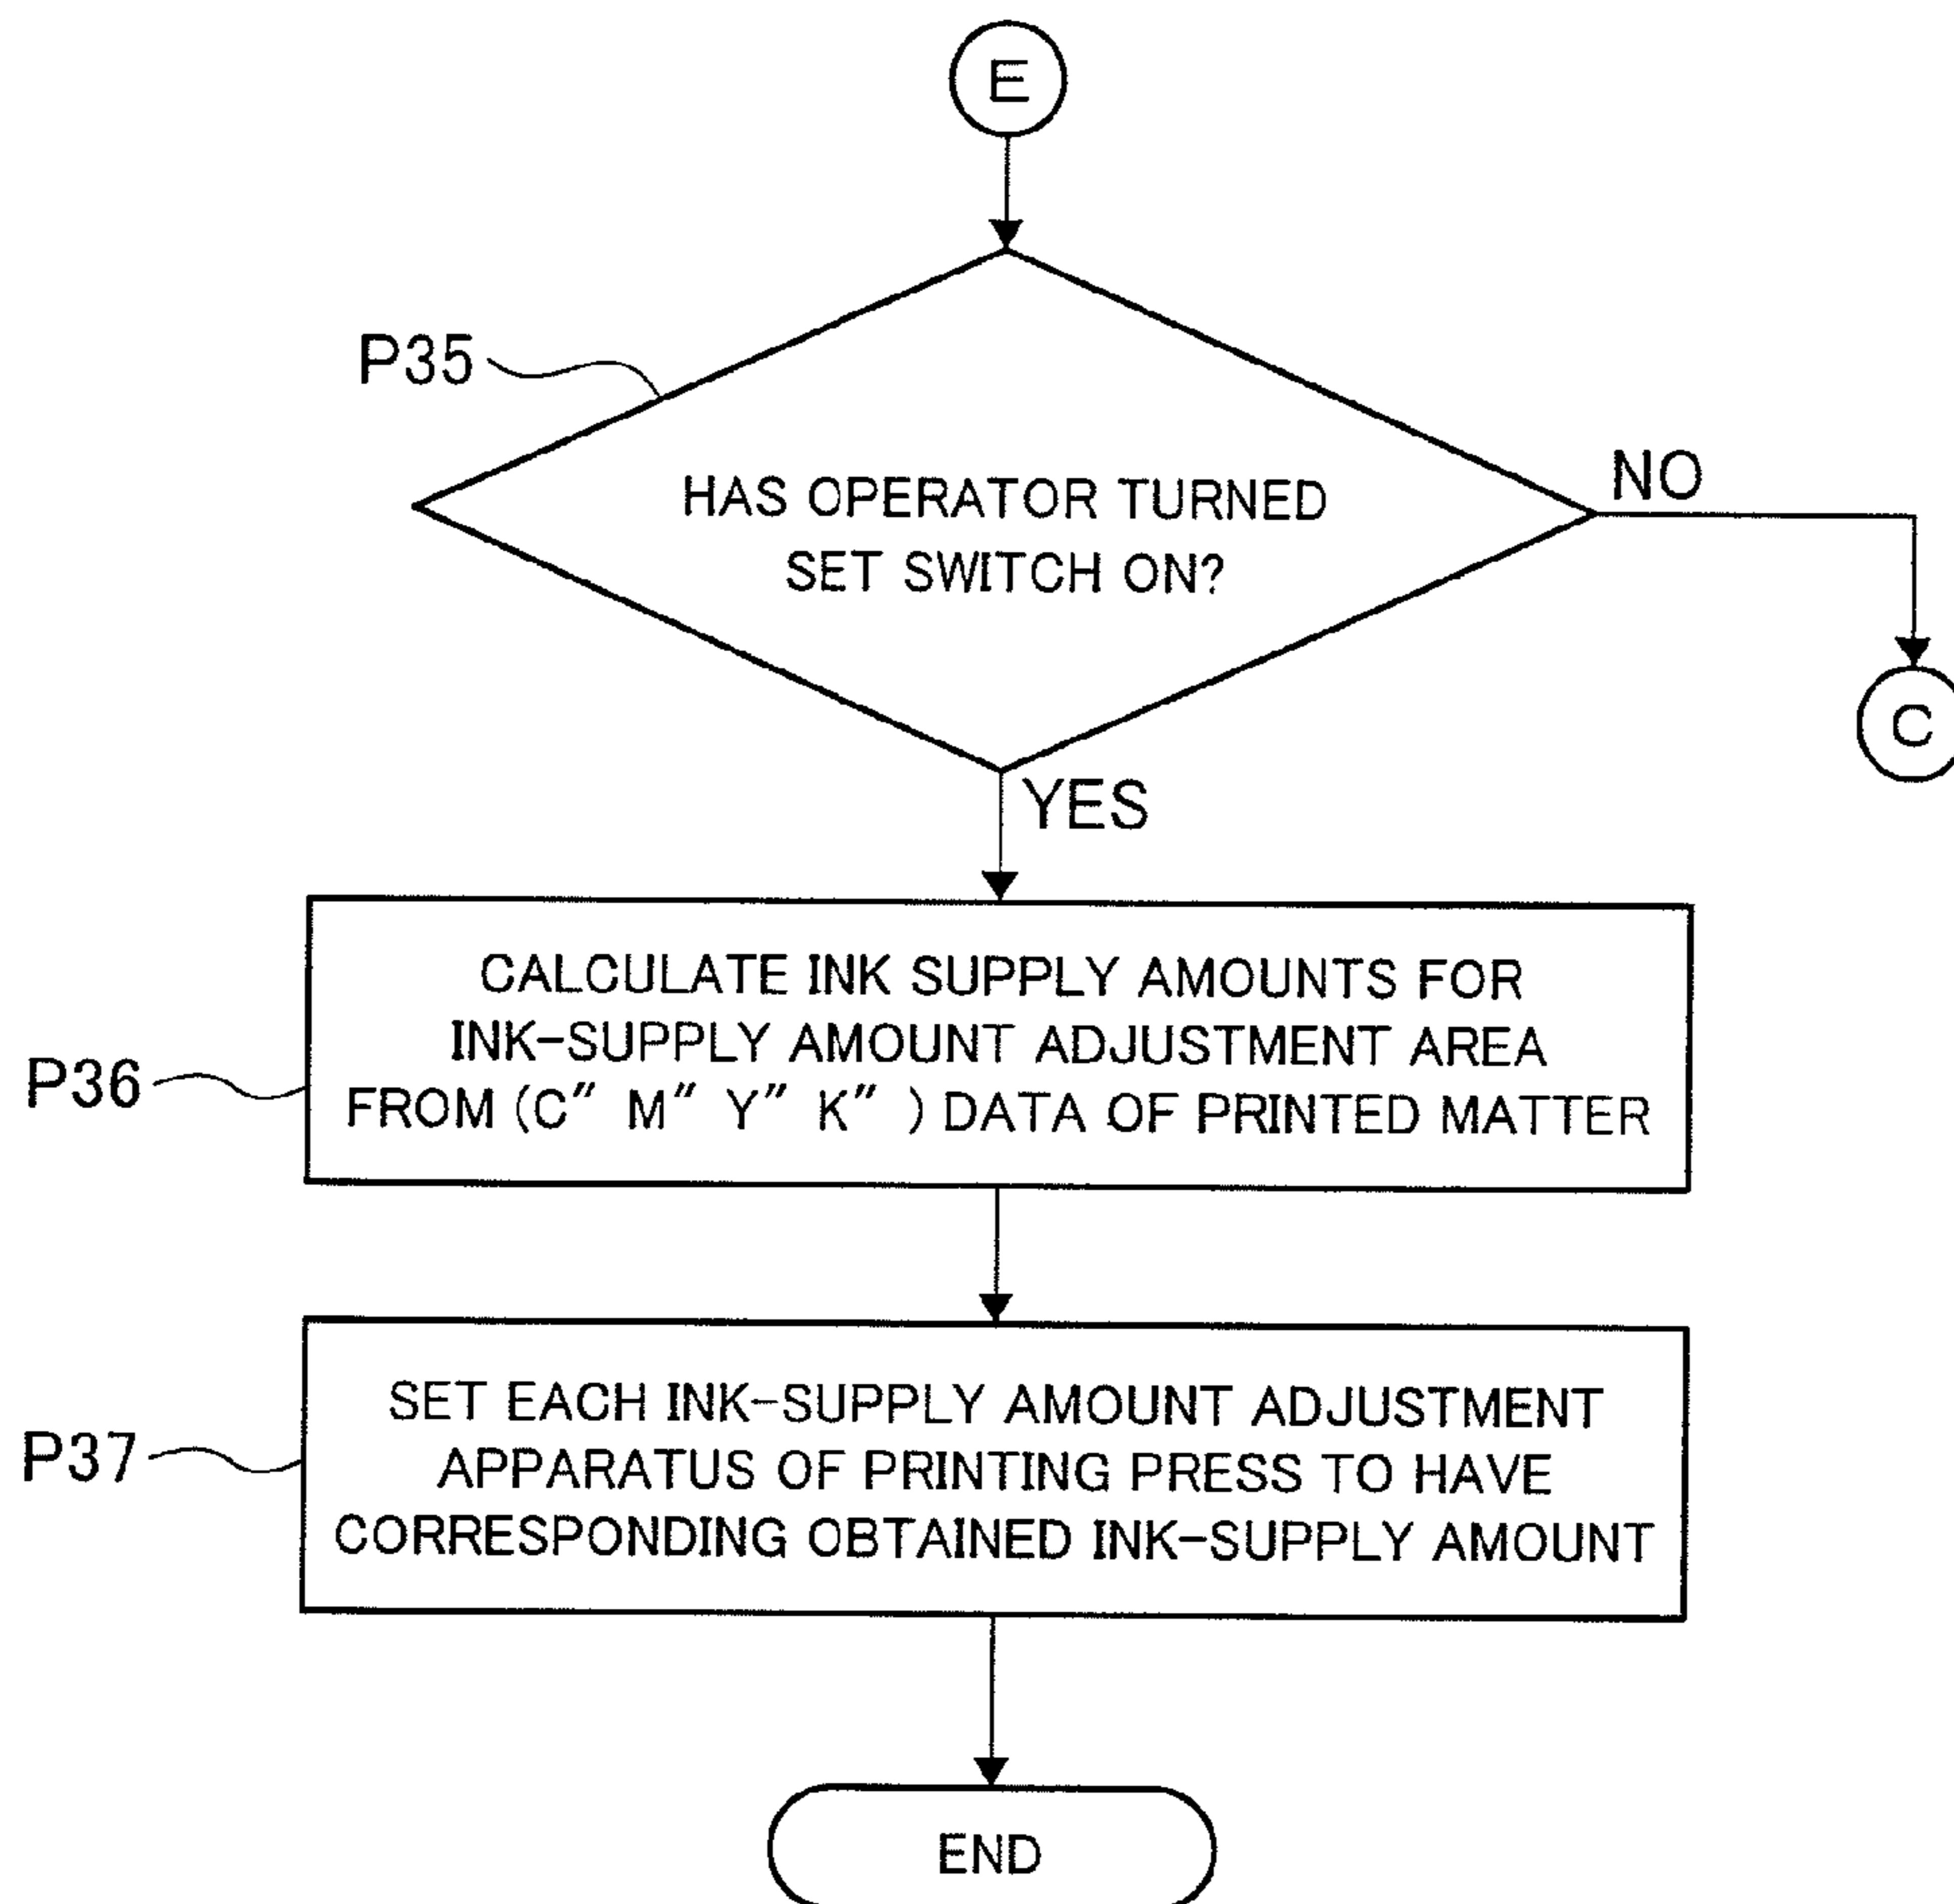 E
P35
HAS OPERATOR TURNED
SET SWITCH ON?
NO
C
YES
P36
CALCULATE INK SUPPLY AMOUNTS FOR
INK-SUPPLY AMOUNT ADJUSTMENT AREA
FROM (C″ M″ Y″ K″ ) DATA OF PRINTED MATTER
P37
SET EACH INK-SUPPLY AMOUNT ADJUSTMENT
APPARATUS OF PRINTING PRESS TO HAVE
CORRESPONDING OBTAINED INK-SUPPLY AMOUNT
END